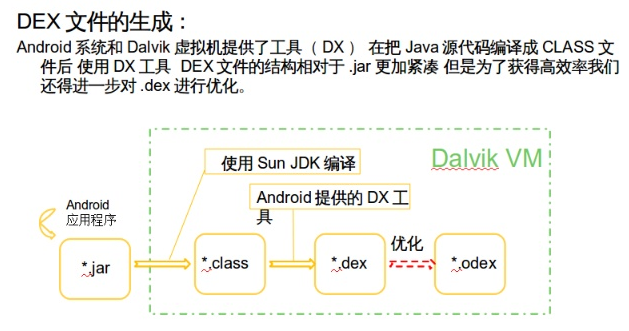 DEX 文件的生成：
Android 系统和 Dalvik 虚拟机提供了工具（ DX ） 在把 Java 源代码编译成 CLASS 文
件后 使用 DX 工具 DEX 文件的结构相对于 .jar 更加紧凑 但是为了获得高效率我们
还得进一步对 .dex 进行优化。
使用 Sun JDK 编译
Dalvik VM
Android 提供的 DX 工
具
Android
应用程序
优化
*.jar
*.class
*.dex
*.odex